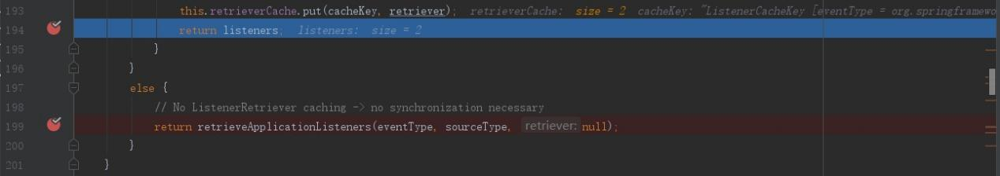 193 this.retrieverCache.put(cacheKey, retriever); retrieverCache: size = 2 cacheKey: "ListenerCacheKey [eventType = org.springframewo
194 return listeners; listeners: size = 2
195 }
196 }
197 else {
198 // No ListenerRetriever caching -> no synchronization necessary
199 return retrieveApplicationListeners(eventType, sourceType, retriever: null);
200 }
201 }